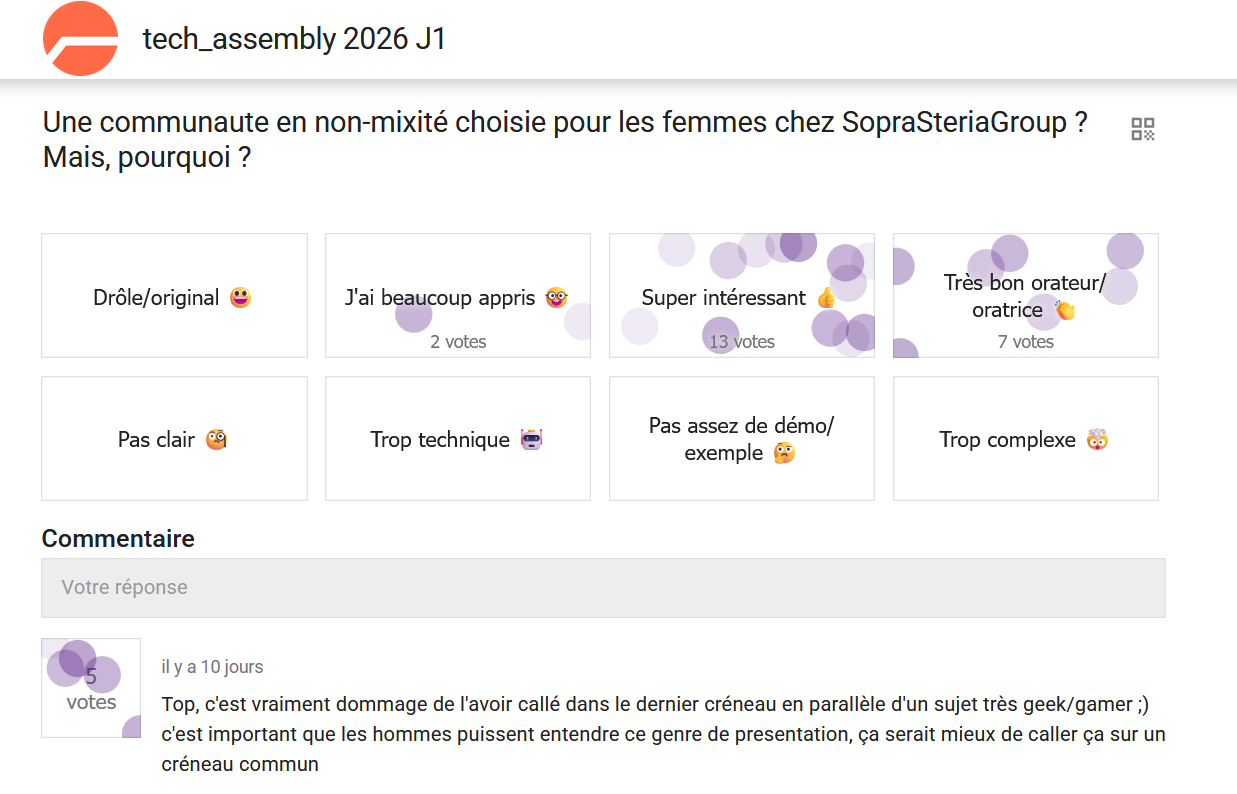 tech_assembly 2026 J1
Une communaute en non-mixité choisie pour les femmes chez SopraSteriaGroup ?
Mais, pourquoi ?
Drôle/original 😃
J'ai beaucoup appris 🤓
2 votes
Super intéressant 👍
13 votes
Très bon orateur/
oratrice 👏
7 votes
Pas clair 🧐
Trop technique 🤖
Pas assez de démo/
exemple 🤔
Trop complexe 🤯
Commentaire
Votre réponse
5
votes
il y a 10 jours
Top, c'est vraiment dommage de l'avoir callé dans le dernier créneau en parallèle d'un sujet très geek/gamer ;)
c'est important que les hommes puissent entendre ce genre de presentation, ça serait mieux de caller ça sur un
créneau commun